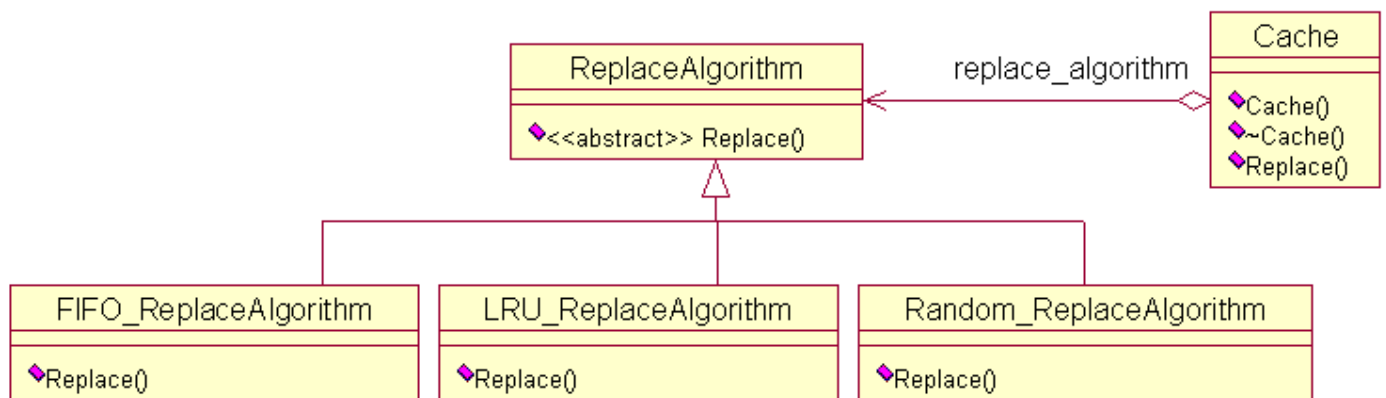 Cache
Cache()
~Cache()
Replace()
replace_algorithm
ReplaceAlgorithm
<<abstract>> Replace()
FIFO_ReplaceAlgorithm
Replace()
LRU_ReplaceAlgorithm
Replace()
Random_ReplaceAlgorithm
Replace()